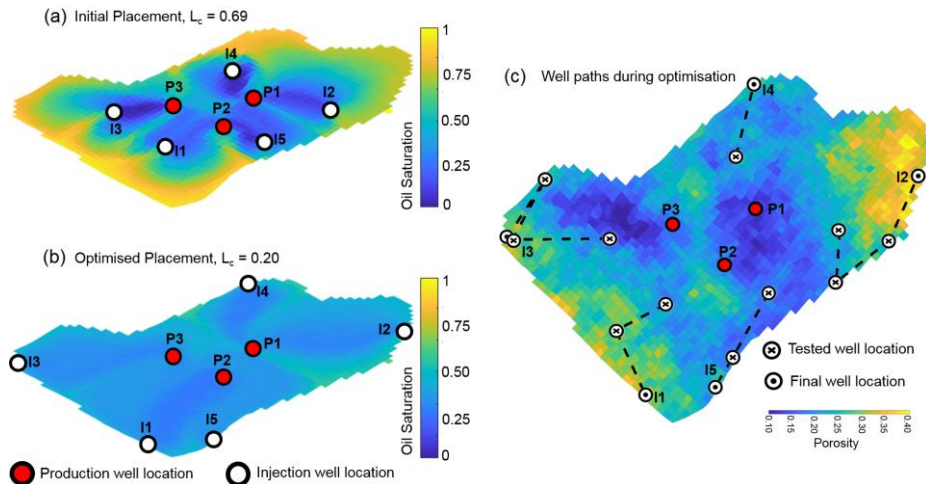 (a) Initial Placement, Lc = 0.69
I4
P3
P1
I2
P2
I3
I1
I5
1
0.75
0.50
0.25
0
Oil Saturation
(b) Optimised Placement, Lc = 0.20
I4
I2
P3
P1
P2
I3
I1
I5
1
0.75
0.50
0.25
0
Oil Saturation
Production well location
Injection well location
(c) Well paths during optimisation
I4
I2
P1
P3
I3
P2
I5
I1
Tested well location
Final well location
0.10
0.15
0.20
0.25
0.30
0.35
0.40
Porosity